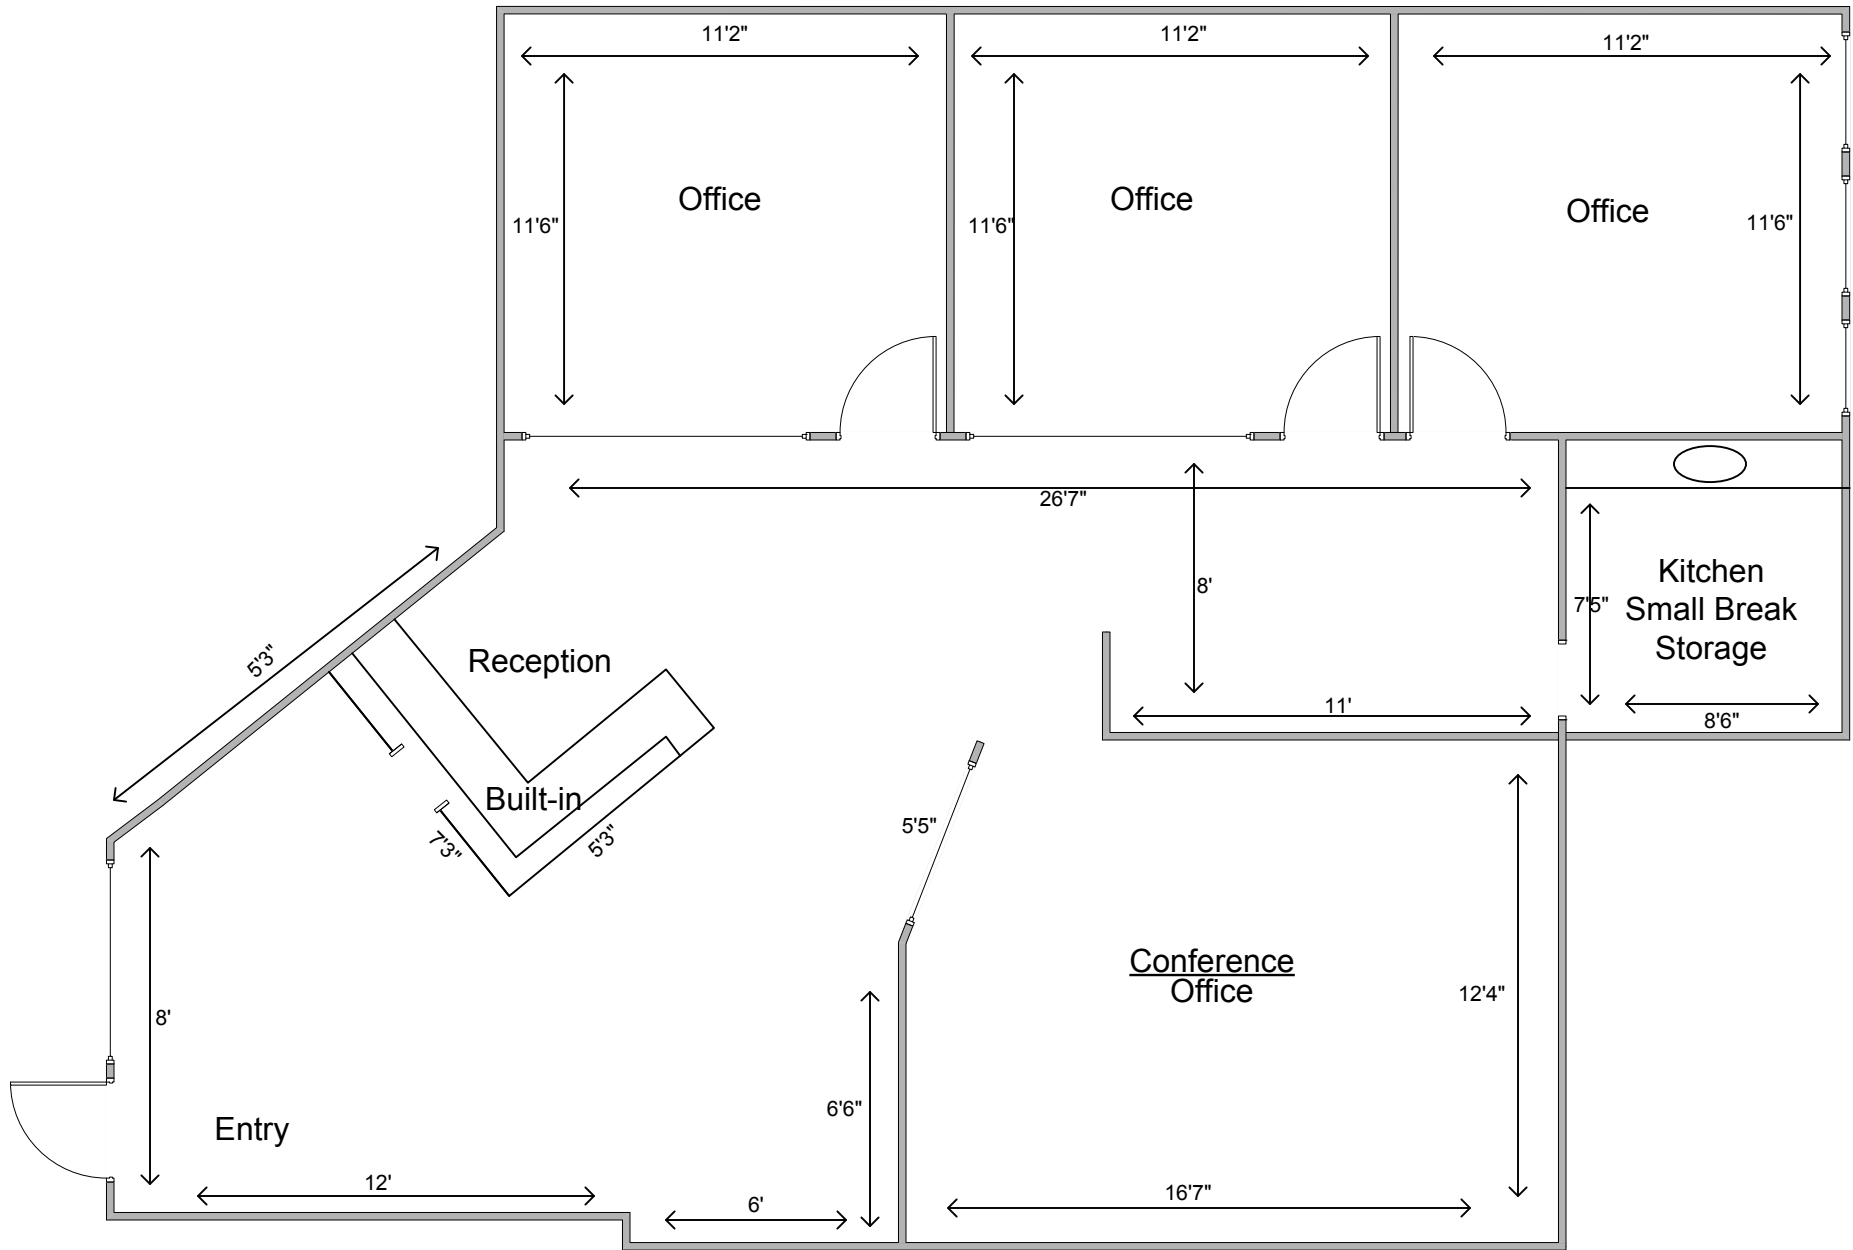 11'2"
11'2"
11'2"
Office
Office
Office
11'6"
11'6"
11'6"
26'7"
8'
7'5"
Kitchen
Small Break
Storage
5'3"
Reception
11'
8'6"
Built-in
7'3"
5'3"
5'5"
Conference
Office
12'4"
8'
Entry
6'6"
12'
6'
16'7"